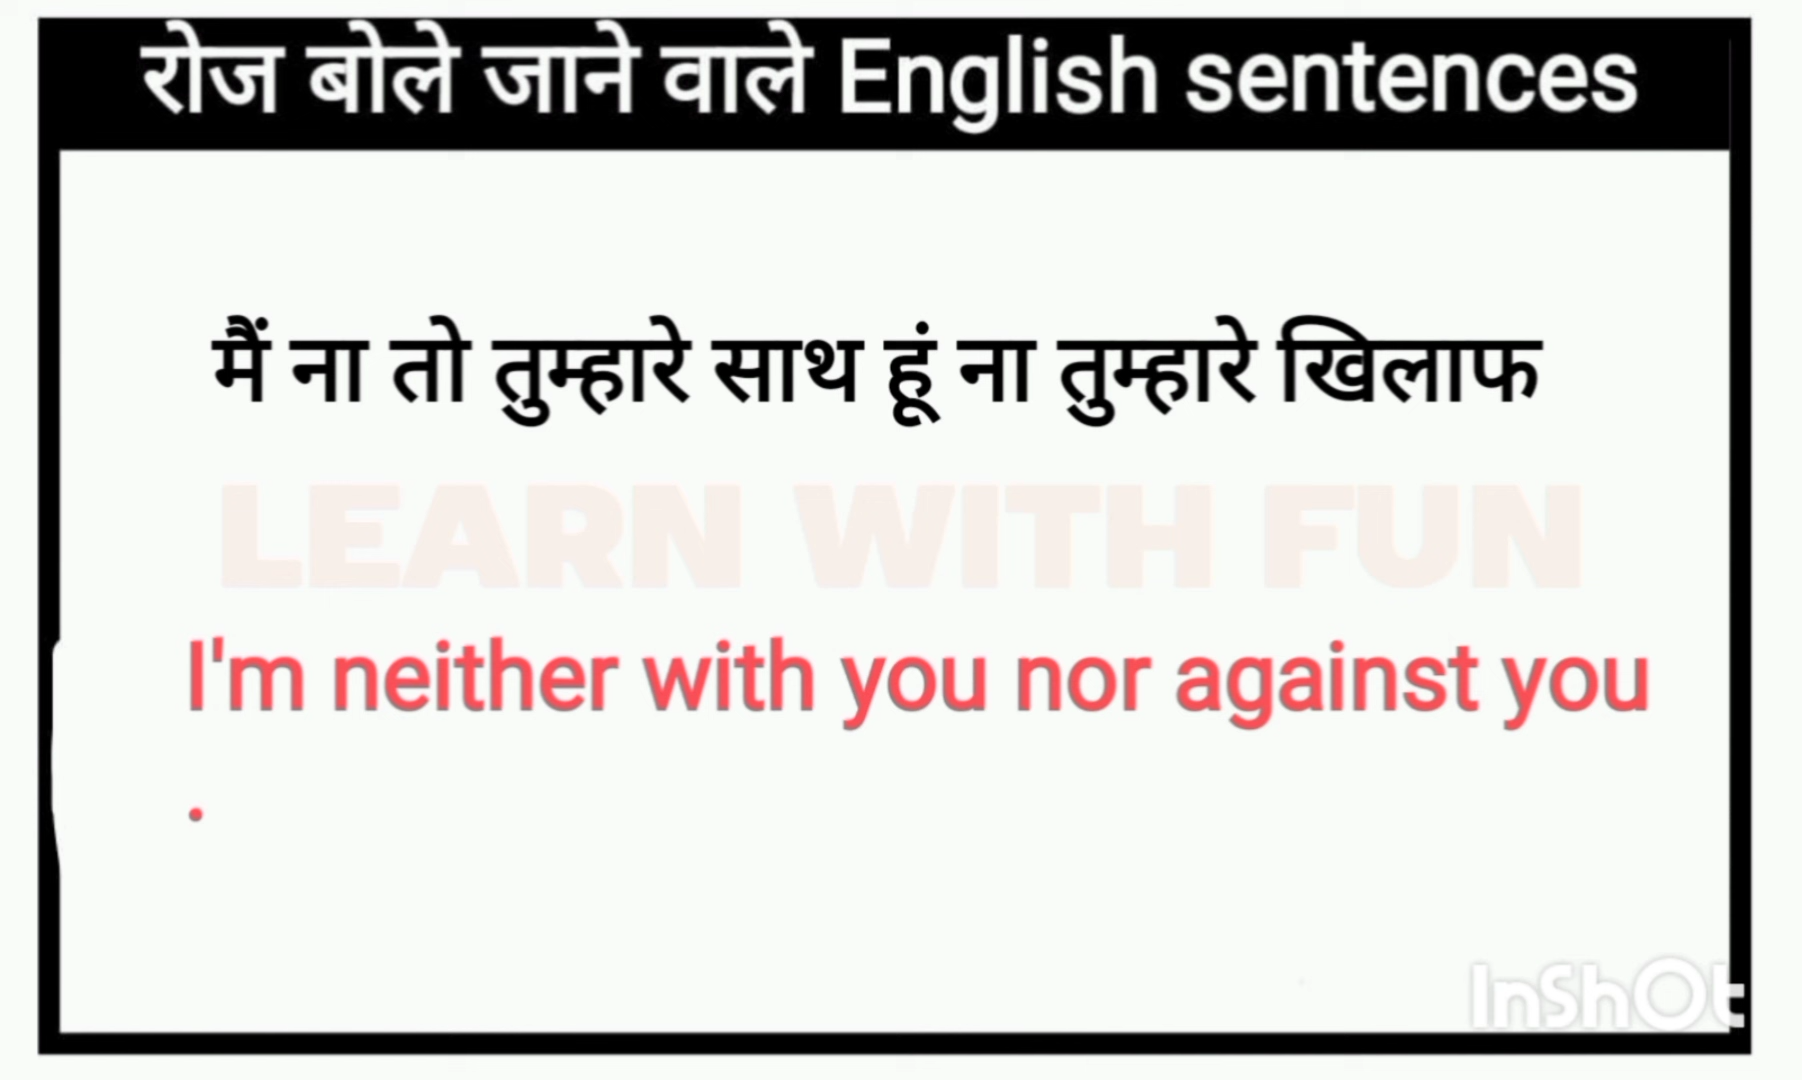 रोज बोले जाने वाले English sentences
मैं ना तो तुम्हारे साथ हूं ना तुम्हारे खिलाफ
LEARN WITH FUN
I'm neither with you nor against you
.
InShOt